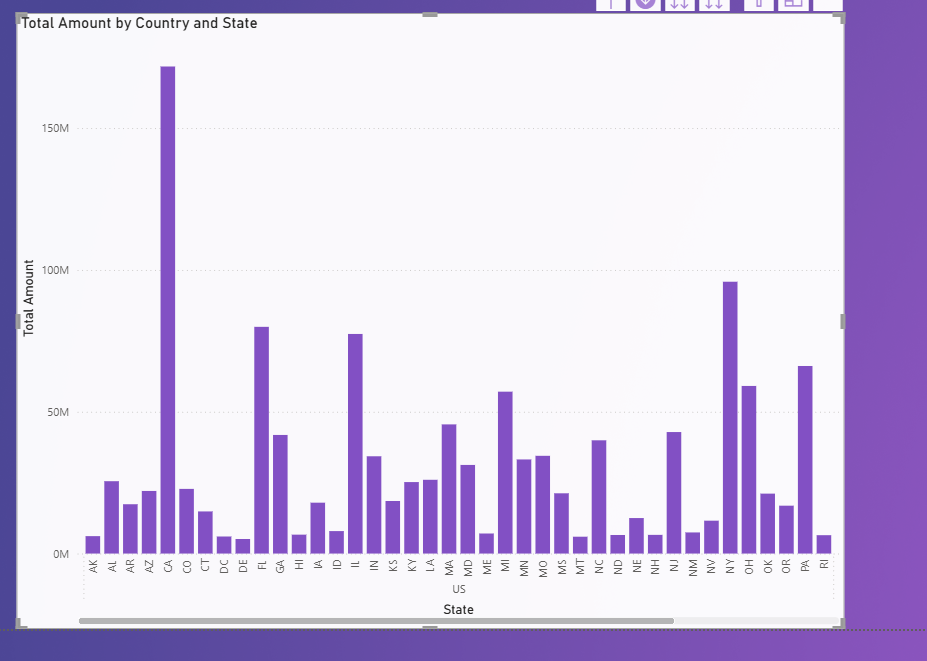 Total Amount by Country and State
150M
100M
50M
0M
Total Amount
AK AL AR AZ CA CO CT DC DE FL GA HI IA ID IL IN KS KY LA MA MD ME MI MN MO MS MT NC ND NE NH NJ NM NV NY OH OK OR PA RI
US
State